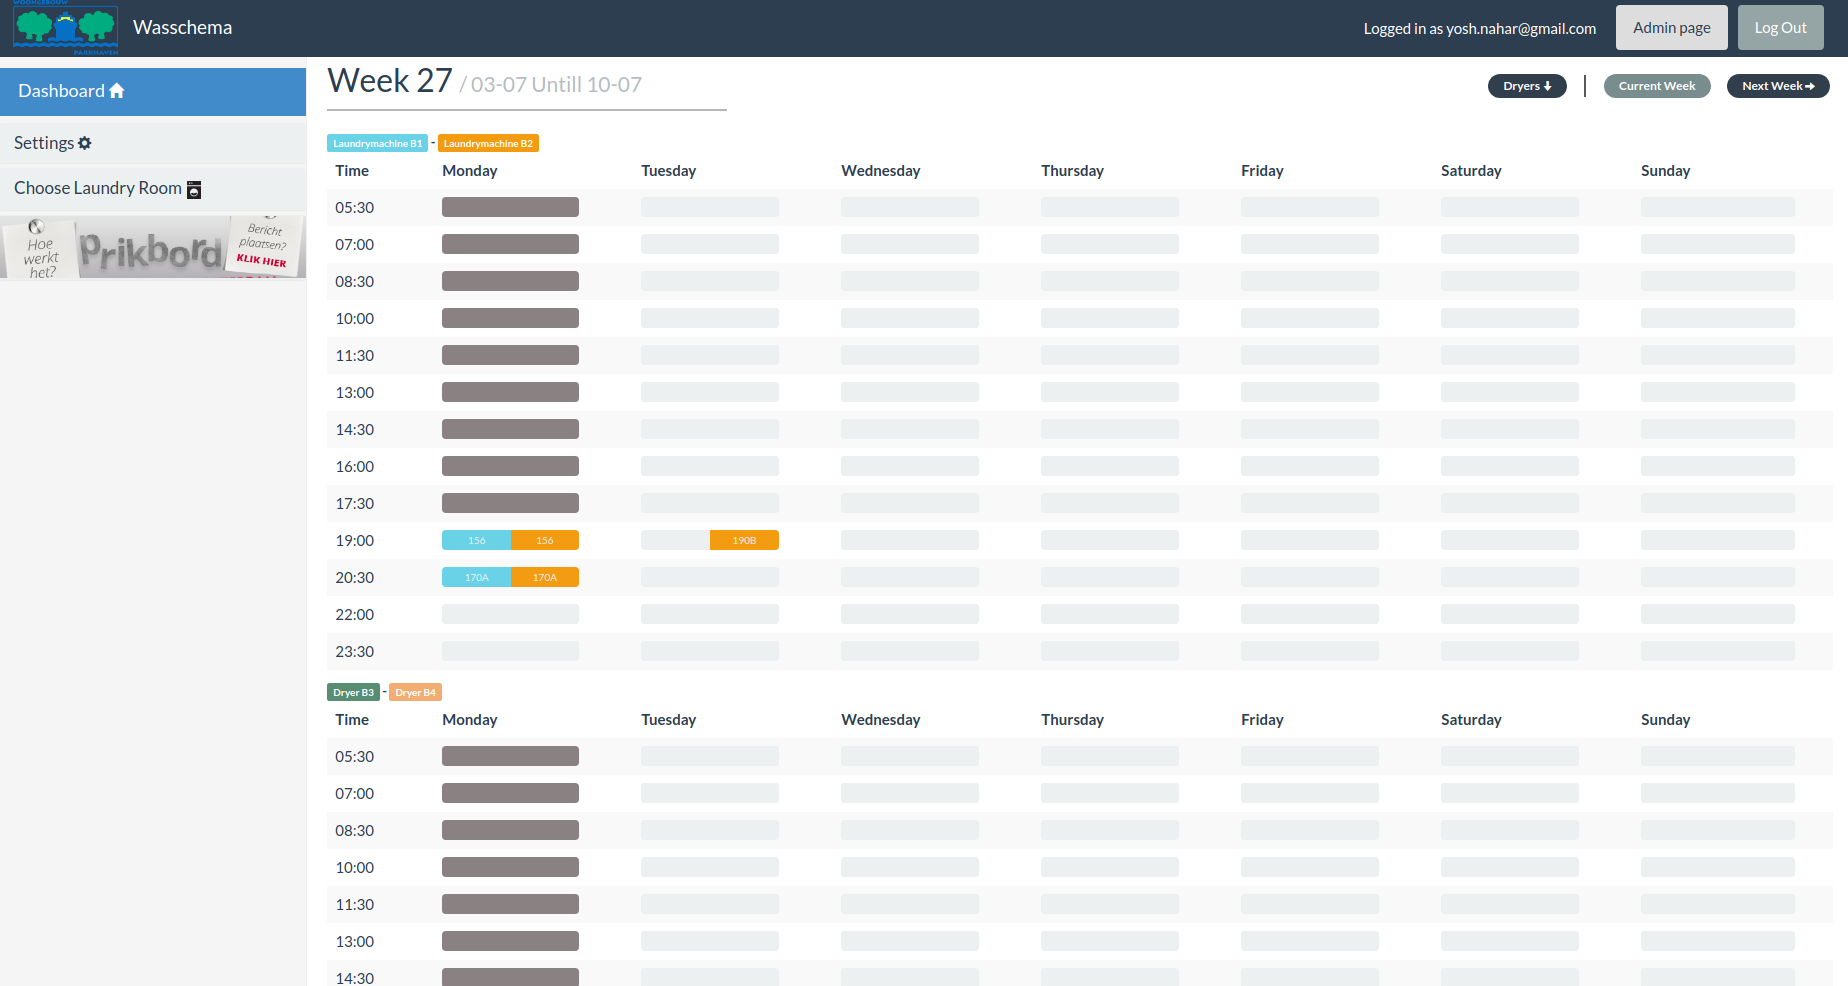 WOONGEBOUW
PARKHAVEN
Wasschema
Logged in as yosh.nahar@gmail.com
Admin page
Log Out
Dashboard
Settings
Choose Laundry Room
Hoe
werkt
het?
Prikbord
Bericht
plaatsen?
KLIK HIER
Week 27 / 03-07 Untill 10-07
Dryers
Current Week
Next Week
Laundrymachine B1 - Laundrymachine B2
Time Monday Tuesday Wednesday Thursday Friday Saturday Sunday
05:30
07:00
08:30
10:00
11:30
13:00
14:30
16:00
17:30
19:00 156 156 190B
20:30 170A 170A
22:00
23:30
Dryer B3 - Dryer B4
Time Monday Tuesday Wednesday Thursday Friday Saturday Sunday
05:30
07:00
08:30
10:00
11:30
13:00
14:30